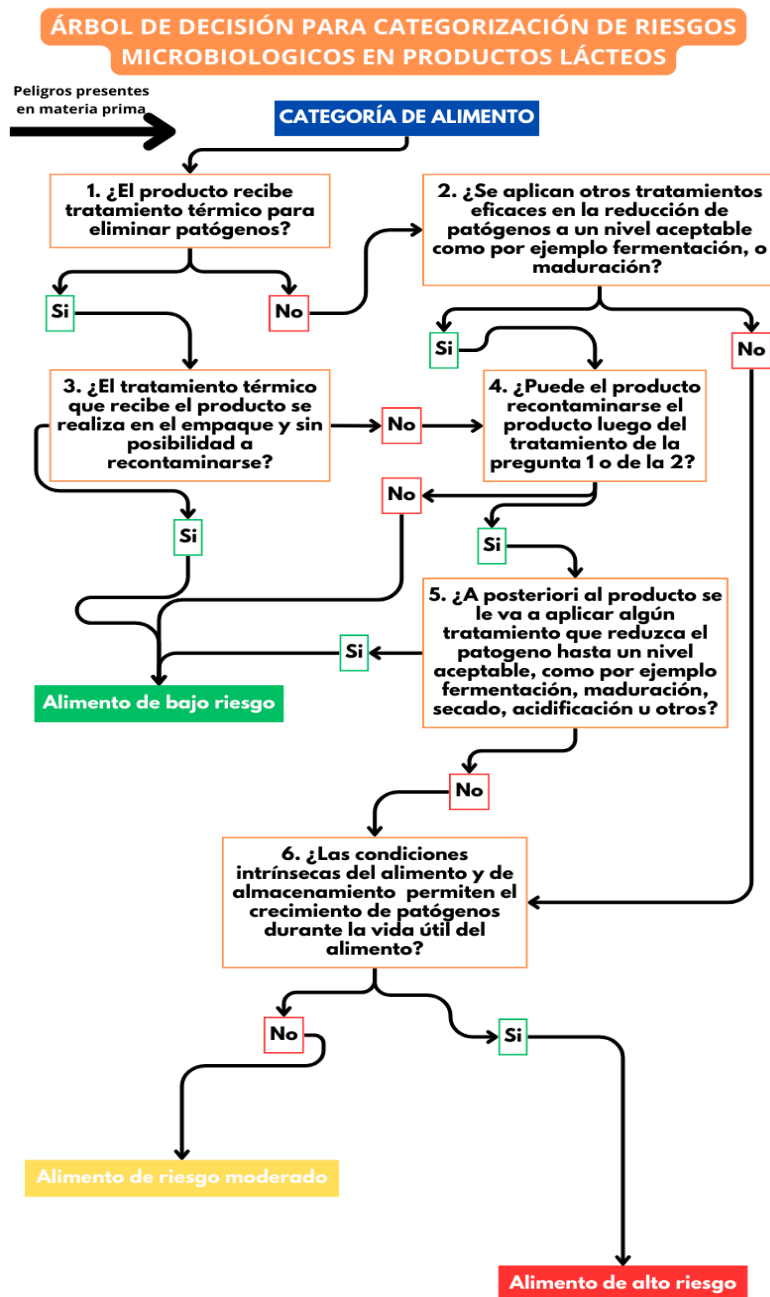 ÁRBOL DE DECISIÓN PARA CATEGORIZACIÓN DE RIESGOS
MICROBIOLOGICOS EN PRODUCTOS LÁCTEOS
Peligros presentes
en materia prima
CATEGORÍA DE ALIMENTO
1. ¿El producto recibe
tratamiento térmico para
eliminar patógenos?
2. ¿Se aplican otros tratamientos
eficaces en la reducción de
patógenos a un nivel aceptable
como por ejemplo fermentación, o
maduración?
Si
No
Si
No
3. ¿El tratamiento térmico
que recibe el producto se
realiza en el empaque y sin
posibilidad a
recontaminarse?
No
4. ¿Puede el producto
recontaminarse el
producto luego del
tratamiento de la
pregunta 1 o de la 2?
No
Si
Si
5. ¿A posteriori al producto se
le va a aplicar algún
tratamiento que reduzca el
patogeno hasta un nivel
aceptable, como por ejemplo
fermentación, maduración,
secado, acidificación u otros?
Si
Alimento de bajo riesgo
No
6. ¿Las condiciones
intrínsecas del alimento y de
almacenamiento permiten el
crecimiento de patógenos
durante la vida útil del
alimento?
No
Si
Alimento de riesgo moderado
Alimento de alto riesgo